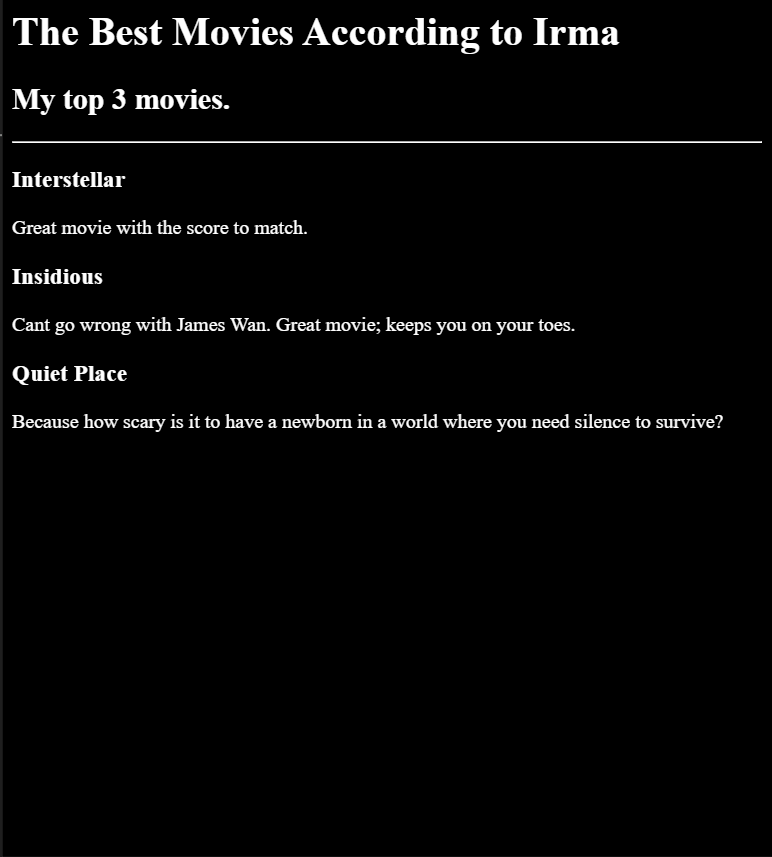 The Best Movies According to Irma
My top 3 movies.
Interstellar
Great movie with the score to match.
Insidious
Cant go wrong with James Wan. Great movie; keeps you on your toes.
Quiet Place
Because how scary is it to have a newborn in a world where you need silence to survive?